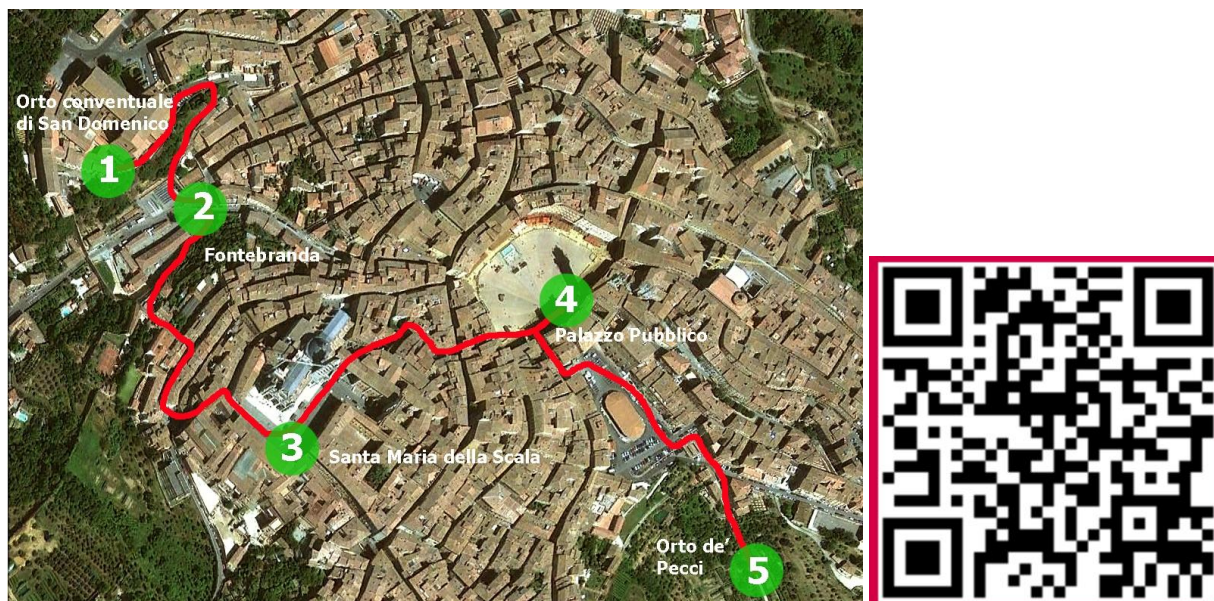 Orto conventuale
di San Domenico
1
2
Fontebranda
4
Palazzo Pubblico
3
Santa Maria della Scala
Orto de'
Pecci
5